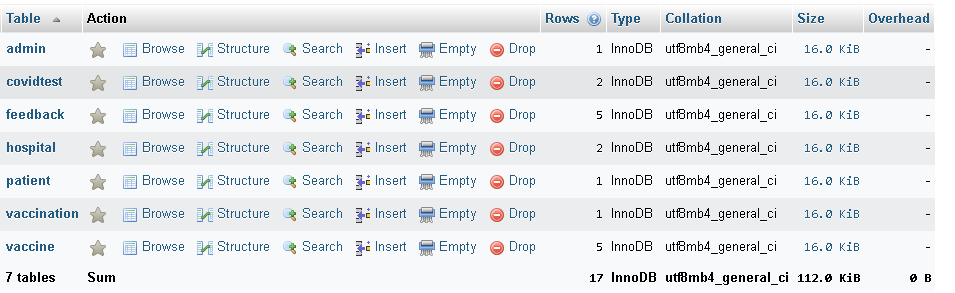 Table Action Rows Type Collation Size Overhead
admin Browse Structure Search Insert Empty Drop 1 InnoDB utf8mb4_general_ci 16.0 KiB -
covidtest Browse Structure Search Insert Empty Drop 2 InnoDB utf8mb4_general_ci 16.0 KiB -
feedback Browse Structure Search Insert Empty Drop 5 InnoDB utf8mb4_general_ci 16.0 KiB -
hospital Browse Structure Search Insert Empty Drop 2 InnoDB utf8mb4_general_ci 16.0 KiB -
patient Browse Structure Search Insert Empty Drop 1 InnoDB utf8mb4_general_ci 16.0 KiB -
vaccination Browse Structure Search Insert Empty Drop 1 InnoDB utf8mb4_general_ci 16.0 KiB -
vaccine Browse Structure Search Insert Empty Drop 5 InnoDB utf8mb4_general_ci 16.0 KiB -
7 tables Sum 17 InnoDB utf8mb4_general_ci 112.0 KiB 0 B